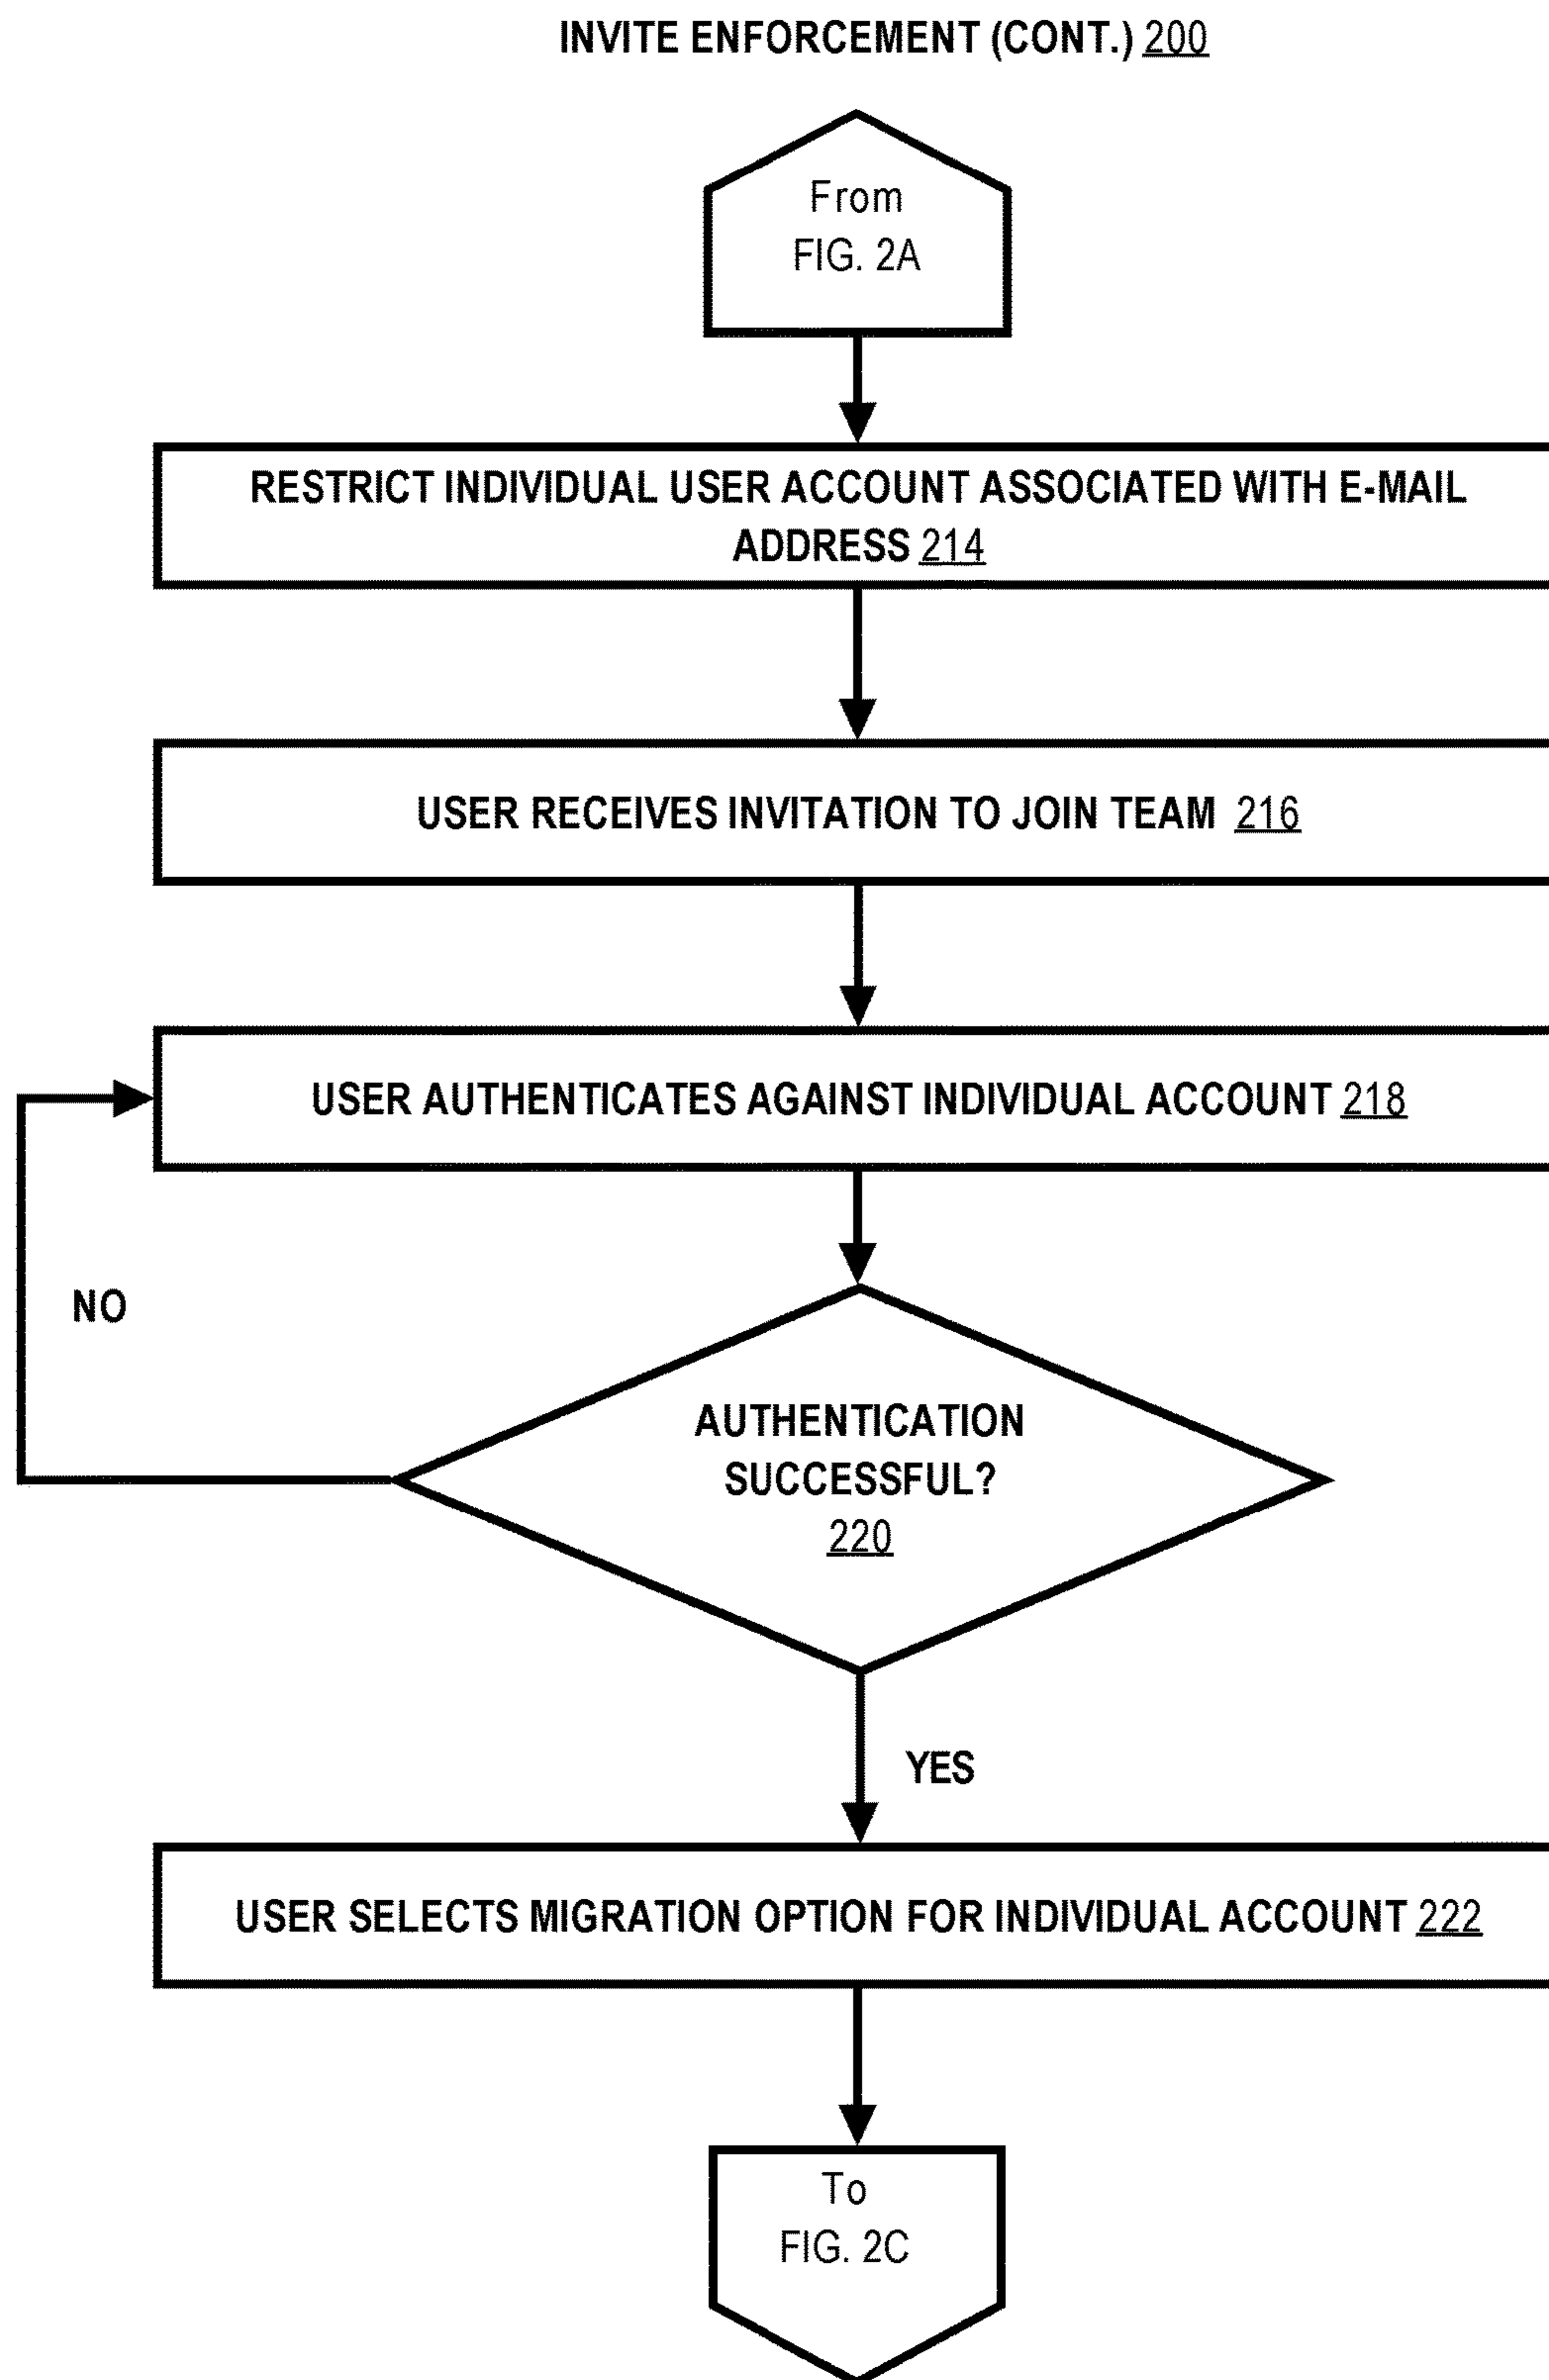 INVITE ENFORCEMENT (CONT.) 200
From
FIG. 2A
RESTRICT INDIVIDUAL USER ACCOUNT ASSOCIATED WITH E-MAIL
ADDRESS 214
USER RECEIVES INVITATION TO JOIN TEAM 216
USER AUTHENTICATES AGAINST INDIVIDUAL ACCOUNT 218
NO
AUTHENTICATION
SUCCESSFUL?
220
YES
USER SELECTS MIGRATION OPTION FOR INDIVIDUAL ACCOUNT 222
To
FIG. 2C